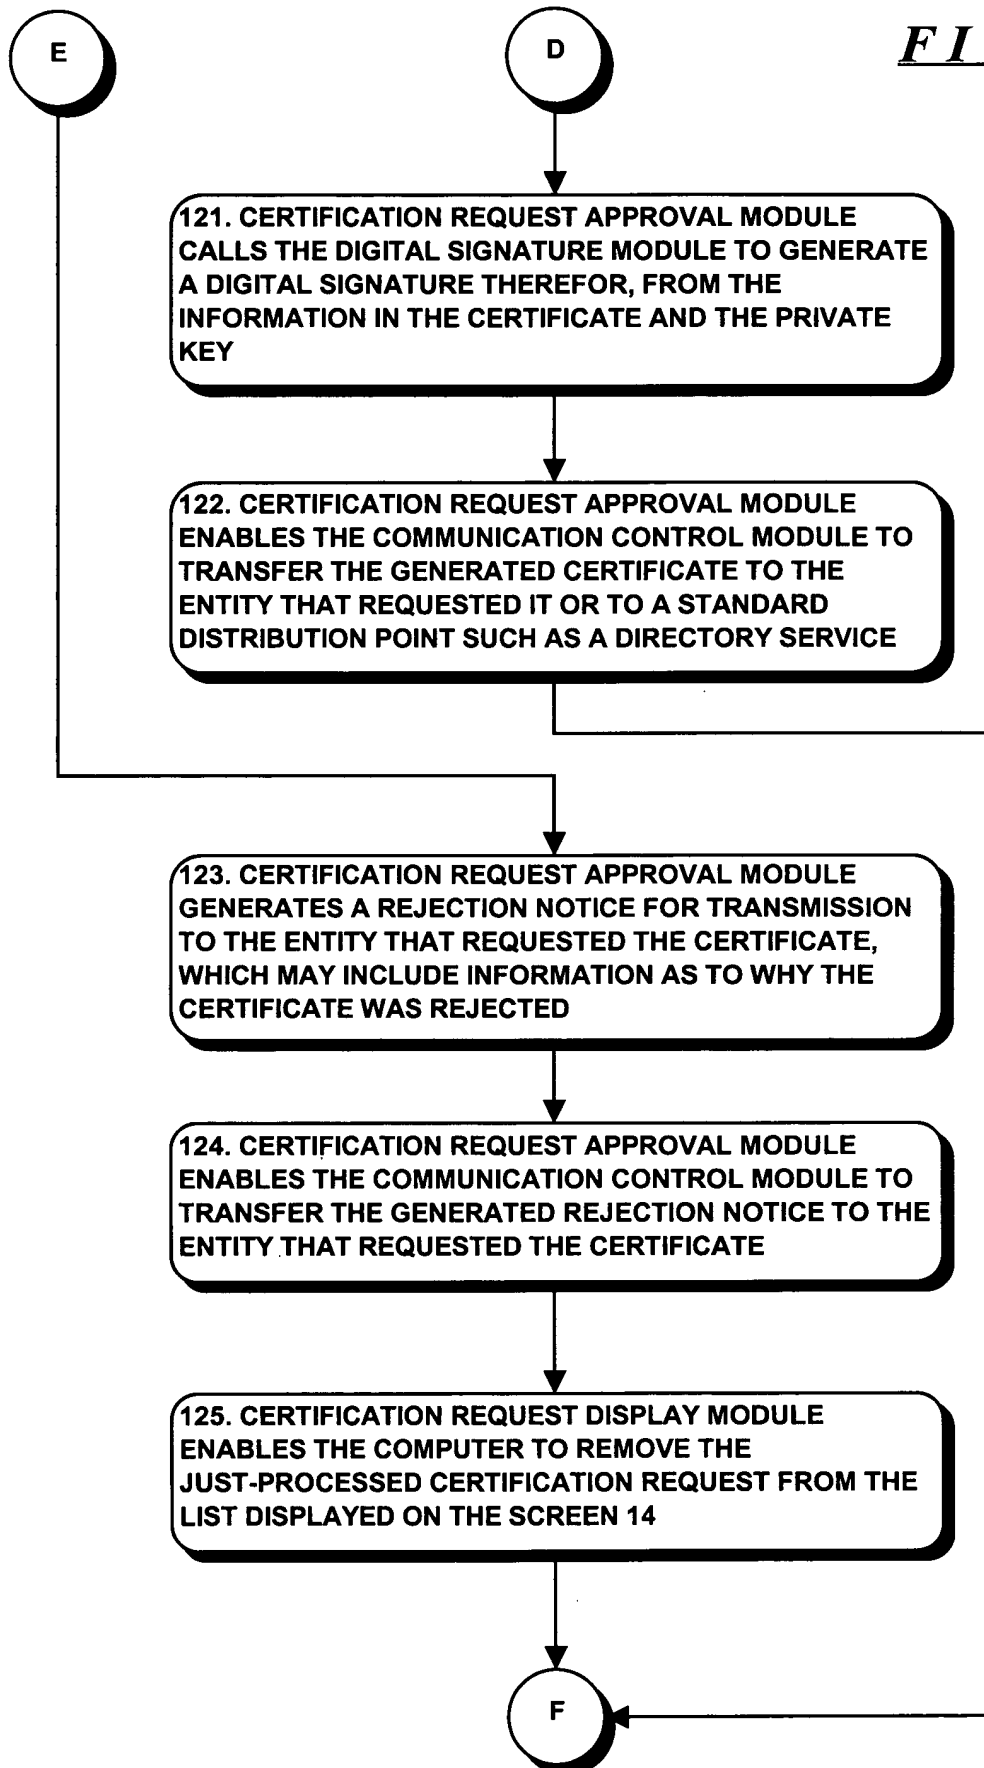 E
D
F I
121. CERTIFICATION REQUEST APPROVAL MODULE
CALLS THE DIGITAL SIGNATURE MODULE TO GENERATE
A DIGITAL SIGNATURE THEREFOR, FROM THE
INFORMATION IN THE CERTIFICATE AND THE PRIVATE
KEY
122. CERTIFICATION REQUEST APPROVAL MODULE
ENABLES THE COMMUNICATION CONTROL MODULE TO
TRANSFER THE GENERATED CERTIFICATE TO THE
ENTITY THAT REQUESTED IT OR TO A STANDARD
DISTRIBUTION POINT SUCH AS A DIRECTORY SERVICE
123. CERTIFICATION REQUEST APPROVAL MODULE
GENERATES A REJECTION NOTICE FOR TRANSMISSION
TO THE ENTITY THAT REQUESTED THE CERTIFICATE,
WHICH MAY INCLUDE INFORMATION AS TO WHY THE
CERTIFICATE WAS REJECTED
124. CERTIFICATION REQUEST APPROVAL MODULE
ENABLES THE COMMUNICATION CONTROL MODULE TO
TRANSFER THE GENERATED REJECTION NOTICE TO THE
ENTITY THAT REQUESTED THE CERTIFICATE
125. CERTIFICATION REQUEST DISPLAY MODULE
ENABLES THE COMPUTER TO REMOVE THE
JUST-PROCESSED CERTIFICATION REQUEST FROM THE
LIST DISPLAYED ON THE SCREEN 14
F